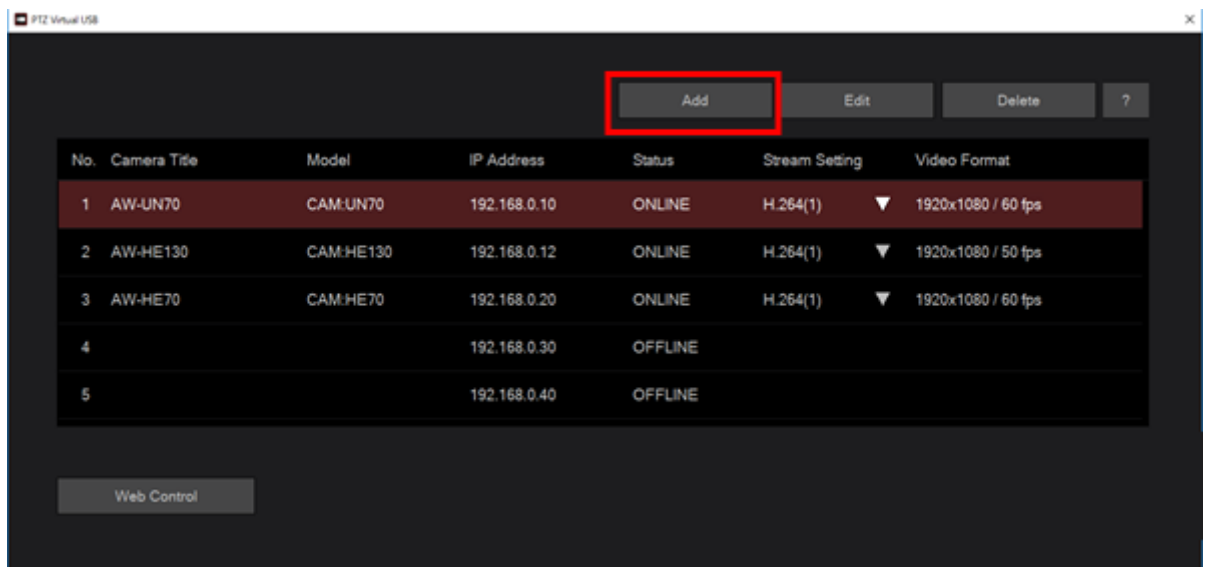 PTZ Virtual USB
Add Edit Delete ?
No. Camera Title Model IP Address Status Stream Setting Video Format
1 AW-UN70 CAM:UN70 192.168.0.10 ONLINE H.264(1) ▼ 1920x1080 / 60 fps
2 AW-HE130 CAM:HE130 192.168.0.12 ONLINE H.264(1) ▼ 1920x1080 / 50 fps
3 AW-HE70 CAM:HE70 192.168.0.20 ONLINE H.264(1) ▼ 1920x1080 / 60 fps
4 192.168.0.30 OFFLINE
5 192.168.0.40 OFFLINE
Web Control